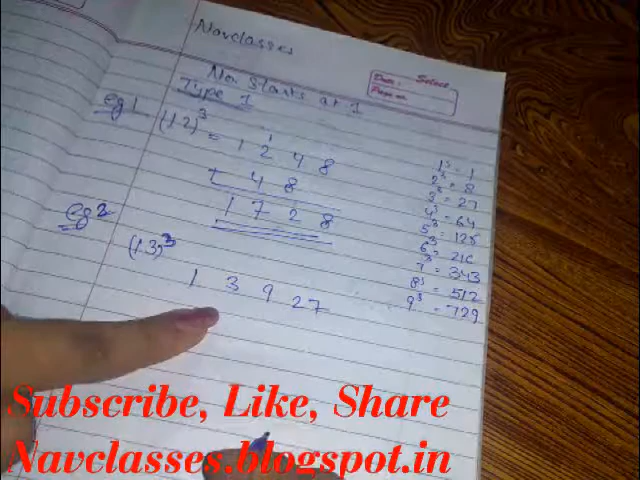 Navclasses
Date: Select
Page no.
No. Starts at 1
Type 1
eg 1
(12)³ = 1 2 4 8
1
+ 4 8
1 7 2 8
eg 2
(13)³
1 3 9 27
1³ = 1
2³ = 8
3³ = 27
4³ = 64
5³ = 125
6³ = 216
7³ = 343
8³ = 512
9³ = 729
Subscribe, Like, Share
Navclasses.blogspot.in